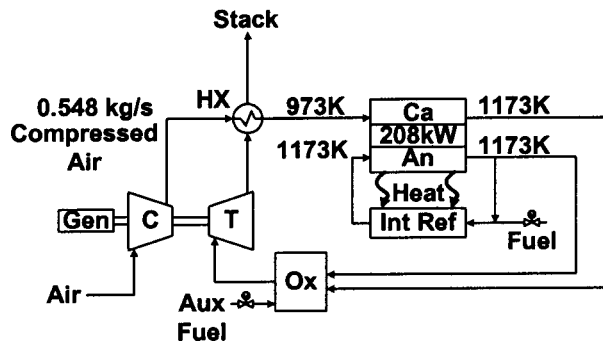 Stack
0.548 kg/s
Compressed
Air
HX
973K
Ca
1173K
208kW
1173K
An
1173K
Heat
Int Ref
Fuel
Gen
C
T
Air
Aux
Fuel
Ox